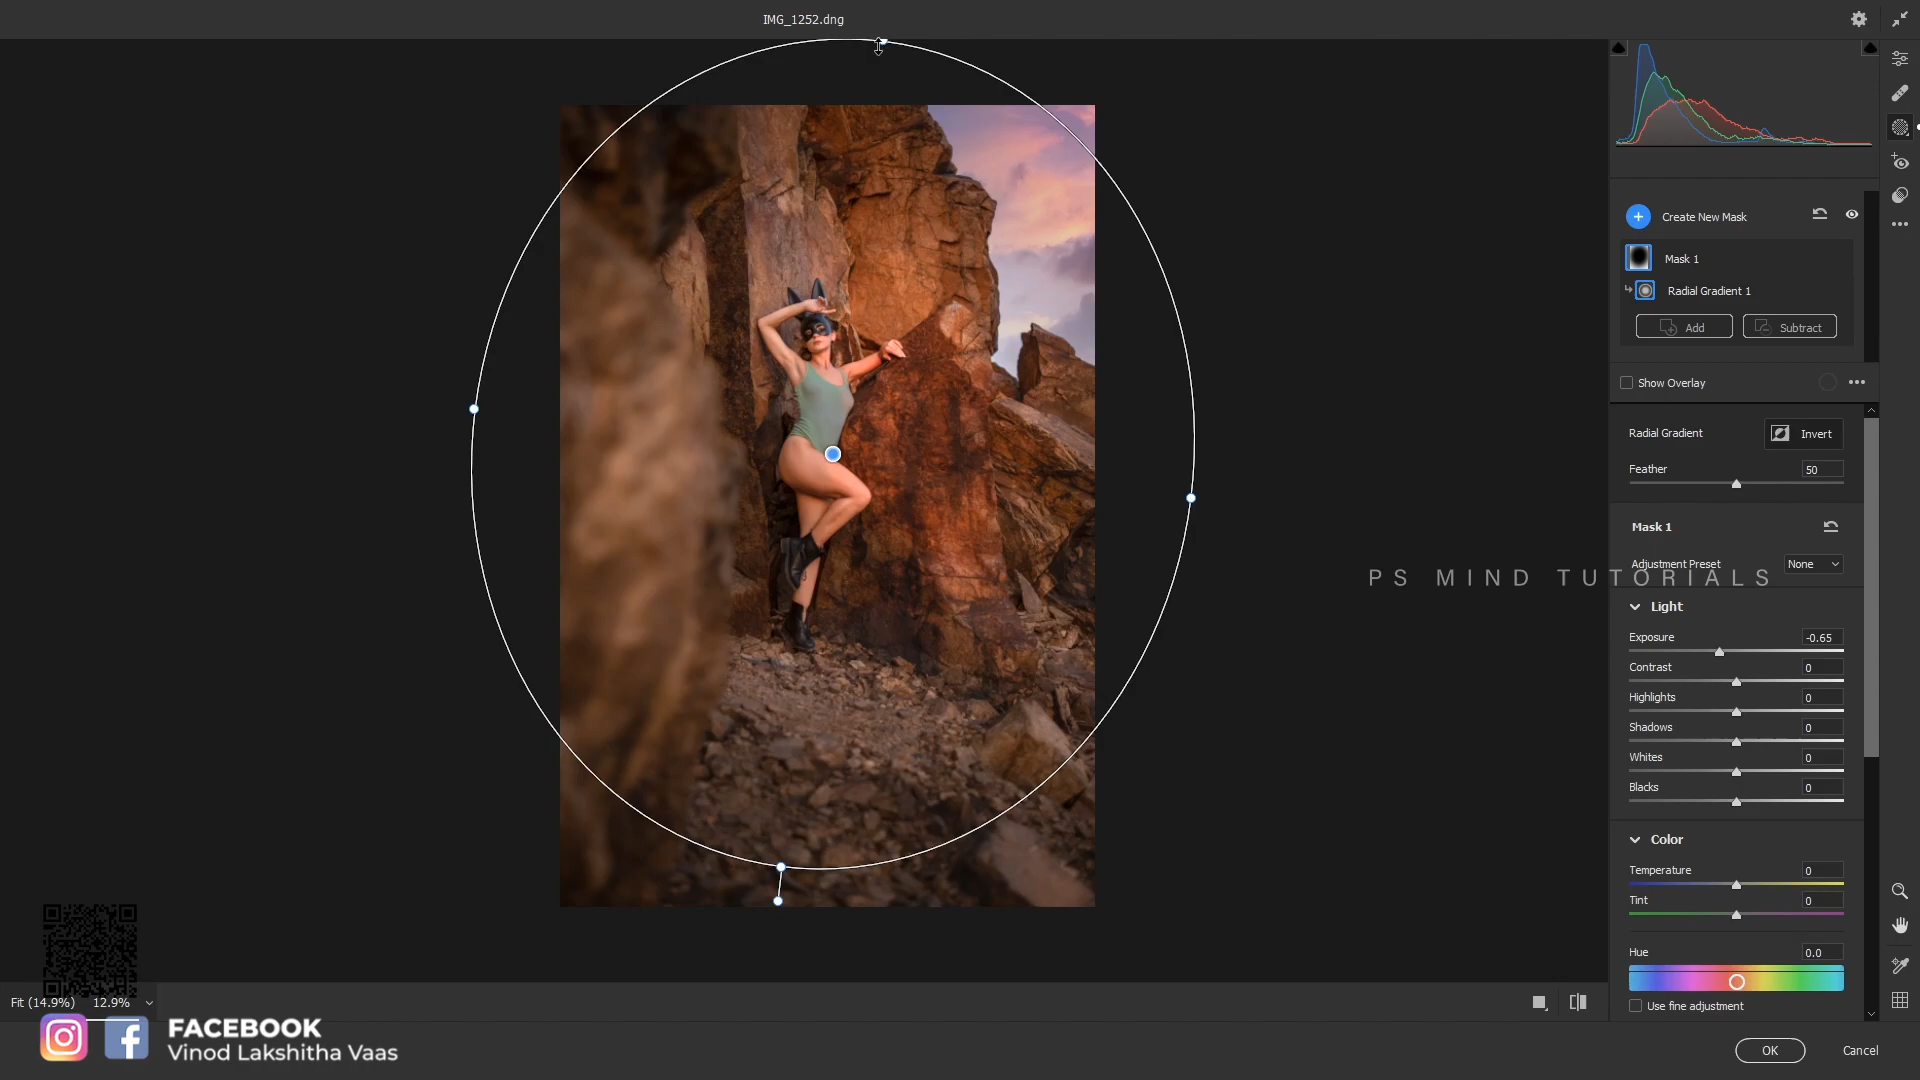 IMG_1252.dng
Create New Mask
Mask 1
Radial Gradient 1
Add Subtract
Show Overlay
Radial Gradient Invert
Feather 50
Mask 1
Adjustment Preset None
PS MIND TUTORIALS
Light
Exposure -0.65
Contrast 0
Highlights 0
Shadows 0
Whites 0
Blacks 0
Color
Temperature 0
Tint 0
Hue 0.0
Use fine adjustment
Fit (14.9%) 12.9%
FACEBOOK
Vinod Lakshitha Vaas
OK Cancel